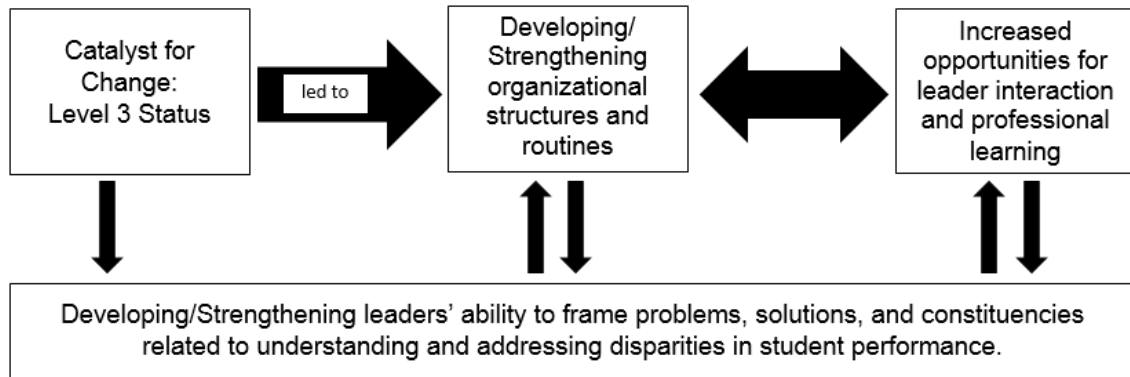 Catalyst for
Change:
Level 3 Status
led to
Developing/
Strengthening
organizational
structures and
routines
Increased
opportunities for
leader interaction
and professional
learning
Developing/Strengthening leaders’ ability to frame problems, solutions, and constituencies
related to understanding and addressing disparities in student performance.